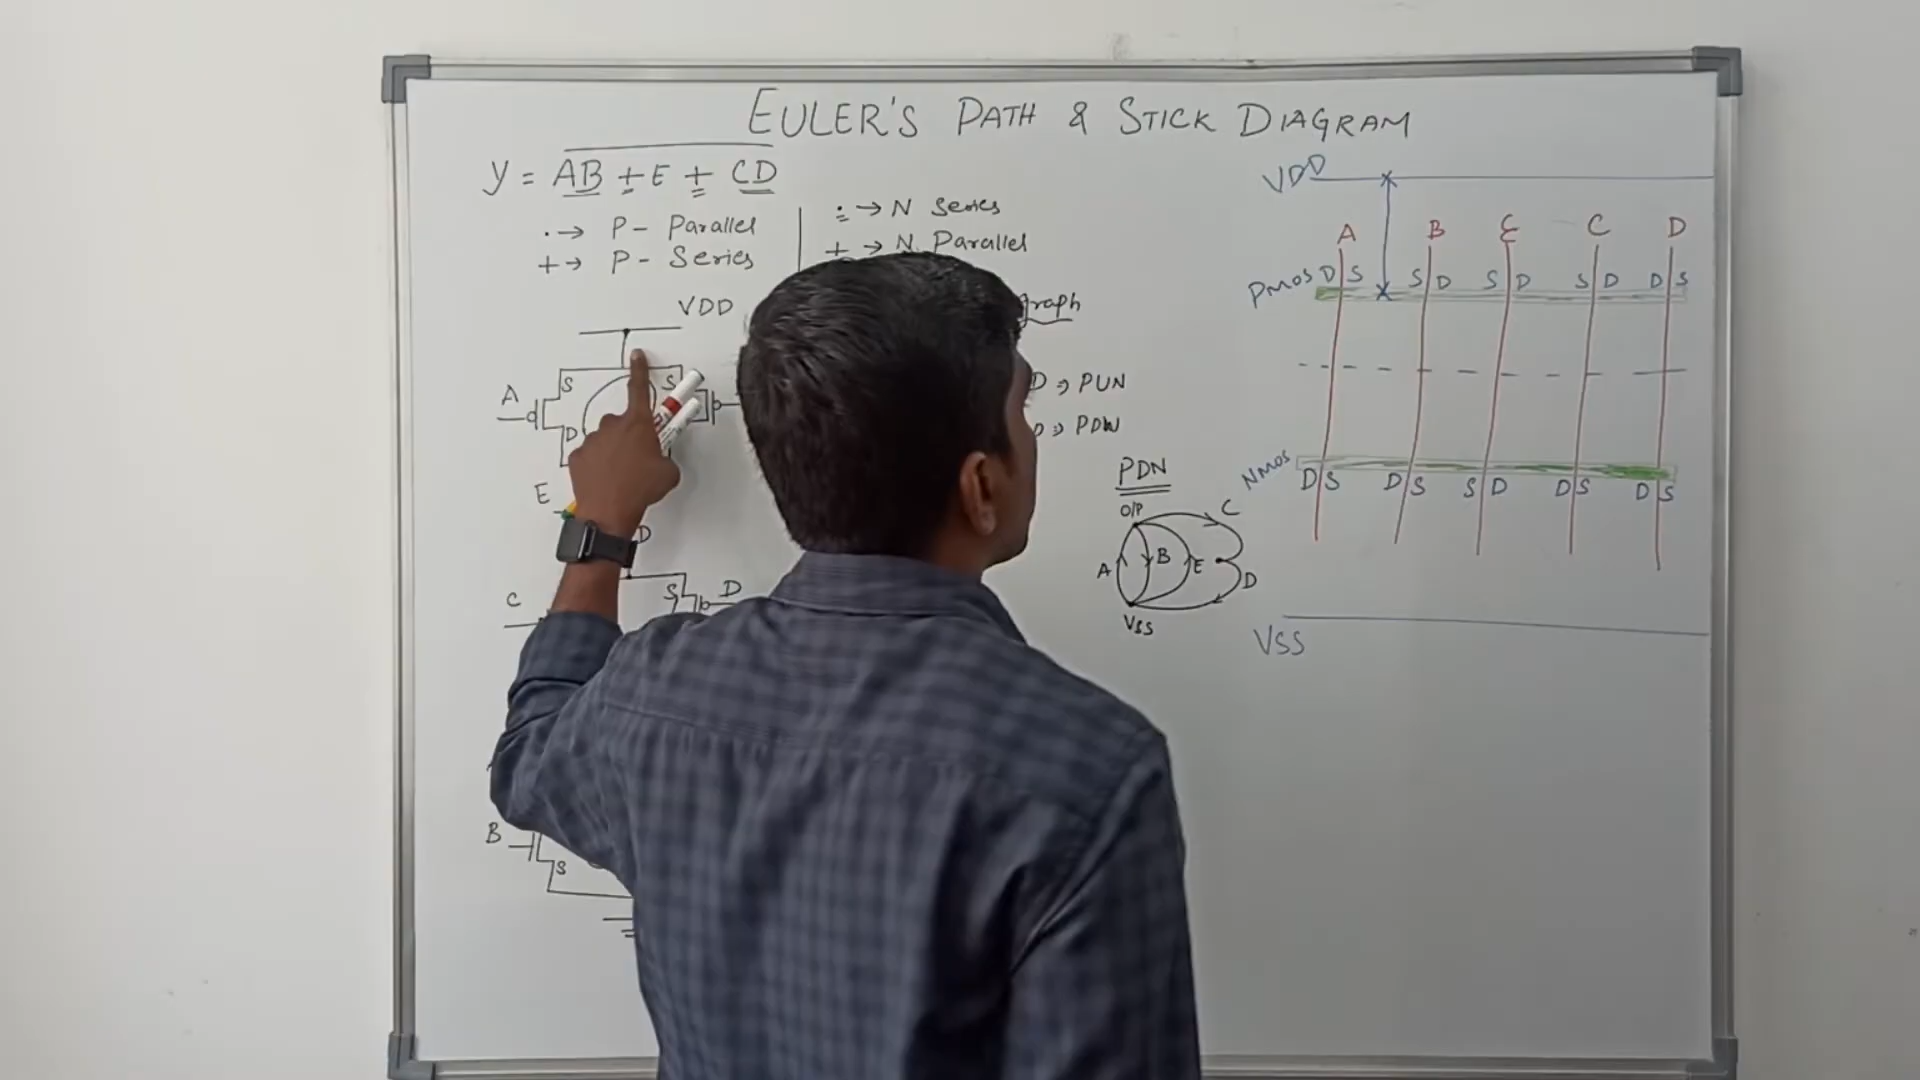 EULER'S PATH & STICK DIAGRAM
Y = AB + E + CD
. → P - Parallel
+ → P - Series
. → N Series
+ → N Parallel
graph
D ⇒ PUN
D ⇒ PDN
VDD
S S
A
D
E
D
C
S D
B
S
PDN
O/P
C
A B E D
VSS
VDD
A B E C D
PMOS D S S D S D S D D S
NMOS
D S D S S D D S D S
VSS